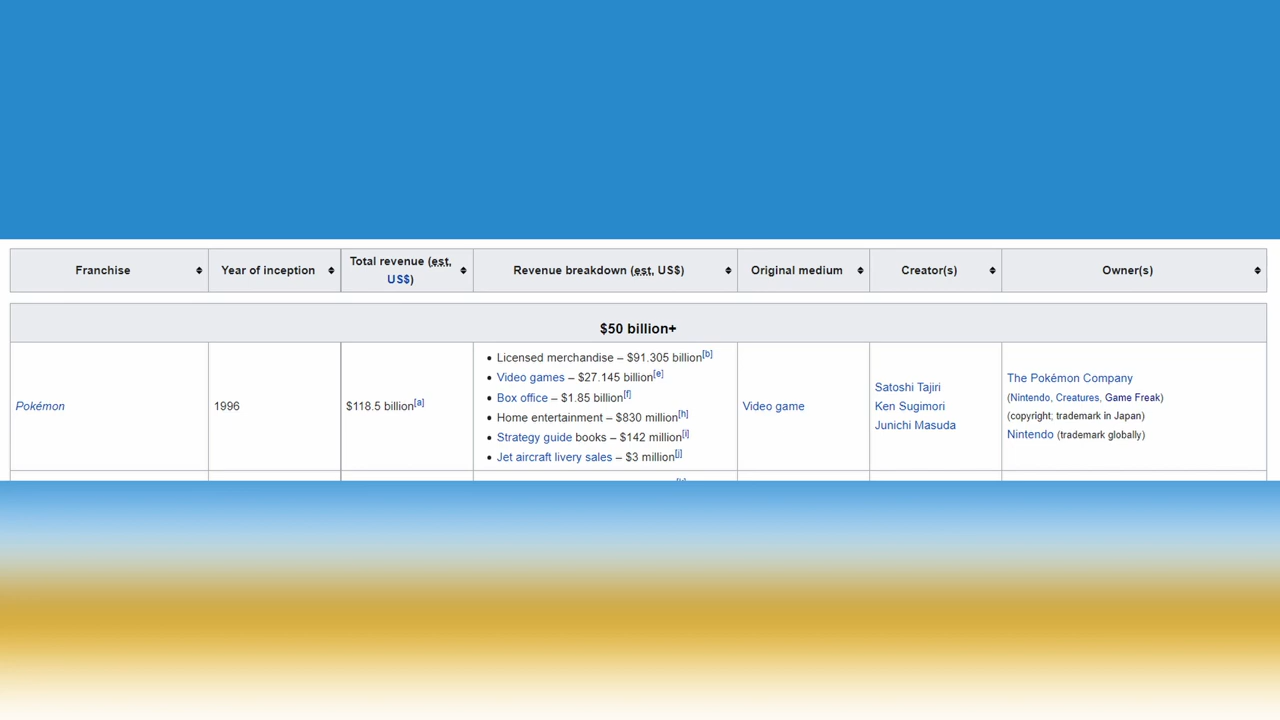 Franchise
Year of inception
Total revenue (est,
US$)
Revenue breakdown (est, US$)
Original medium
Creator(s)
Owner(s)
$50 billion+
Pokémon
1996
$118.5 billion[a]
• Licensed merchandise – $91.305 billion[b]
• Video games – $27.145 billion[e]
• Box office – $1.85 billion[f]
• Home entertainment – $830 million[h]
• Strategy guide books – $142 million[i]
• Jet aircraft livery sales – $3 million[j]
Video game
Satoshi Tajiri
Ken Sugimori
Junichi Masuda
The Pokémon Company
(Nintendo, Creatures, Game Freak)
(copyright; trademark in Japan)
Nintendo (trademark globally)